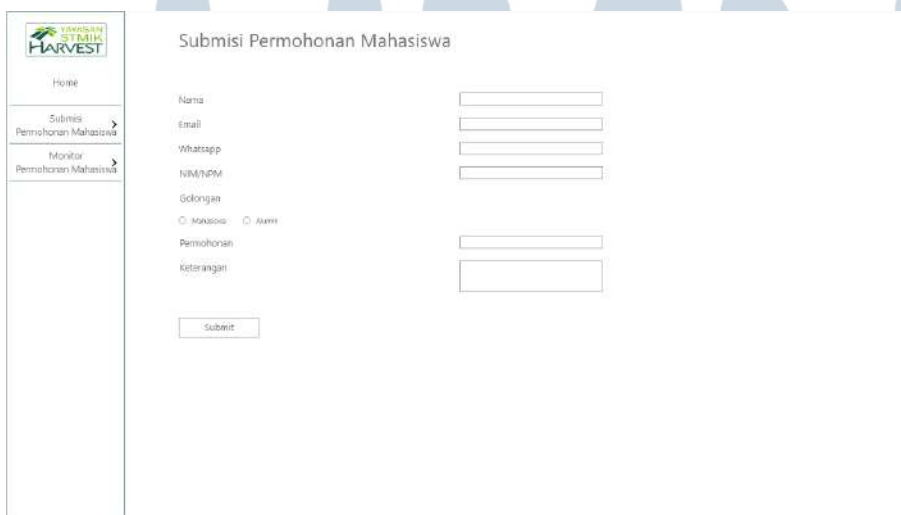 YAYASAN
STMIK
HARVEST
Home
Submisi
Permohonan Mahasiswa
Monitor
Permohonan Mahasiswa
Submisi Permohonan Mahasiswa
Nama
Email
Whatsapp
NIM/NPM
Golongan
Mahasiswa Alumni
Permohonan
Keterangan
Submit